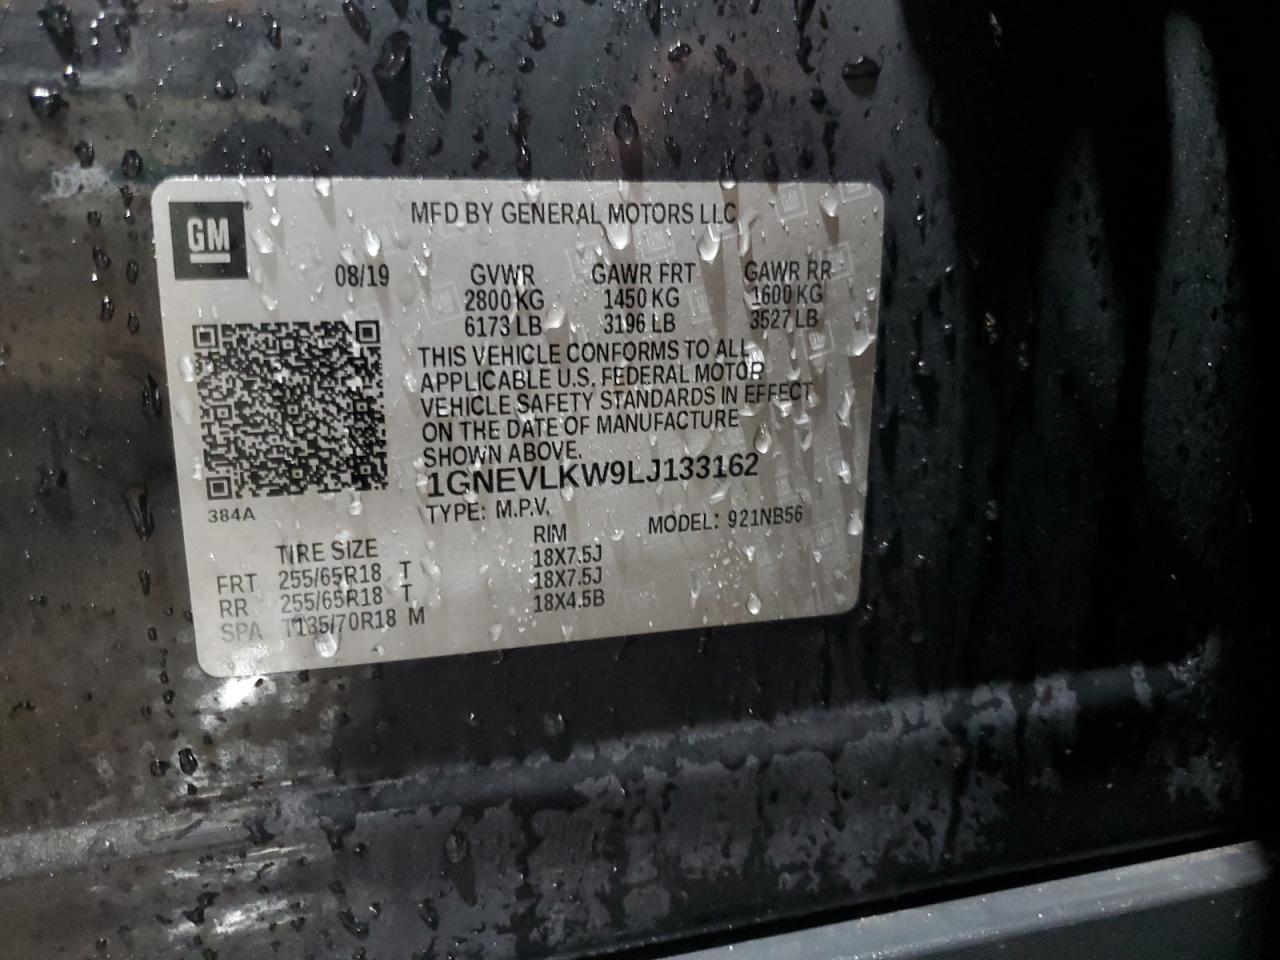 GM
MFD BY GENERAL MOTORS LLC
08/19 GVWR GAWR FRT GAWR RR
2800 KG 1450 KG 1600 KG
6173 LB 3196 LB 3527 LB
THIS VEHICLE CONFORMS TO ALL
APPLICABLE U.S. FEDERAL MOTOR
VEHICLE SAFETY STANDARDS IN EFFECT
ON THE DATE OF MANUFACTURE
SHOWN ABOVE.
1GNEVLKW9LJ133162
384A
TYPE: M.P.V. MODEL: 921NB56
TIRE SIZE RIM
FRT 255/65R18 T 18X7.5J
RR 255/65R18 T 18X7.5J
SPA T135/70R18 M 18X4.5B